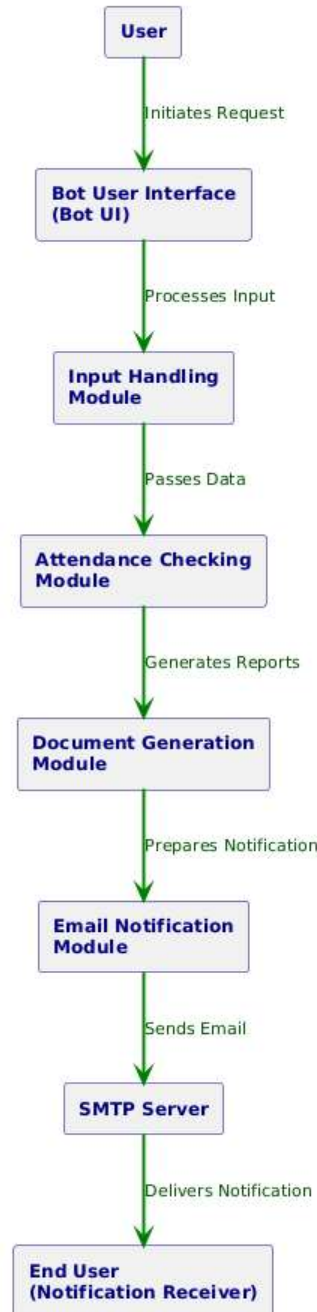 User
Initiates Request
Bot User Interface
(Bot UI)
Processes Input
Input Handling
Module
Passes Data
Attendance Checking
Module
Generates Reports
Document Generation
Module
Prepares Notification
Email Notification
Module
Sends Email
SMTP Server
Delivers Notification
End User
(Notification Receiver)